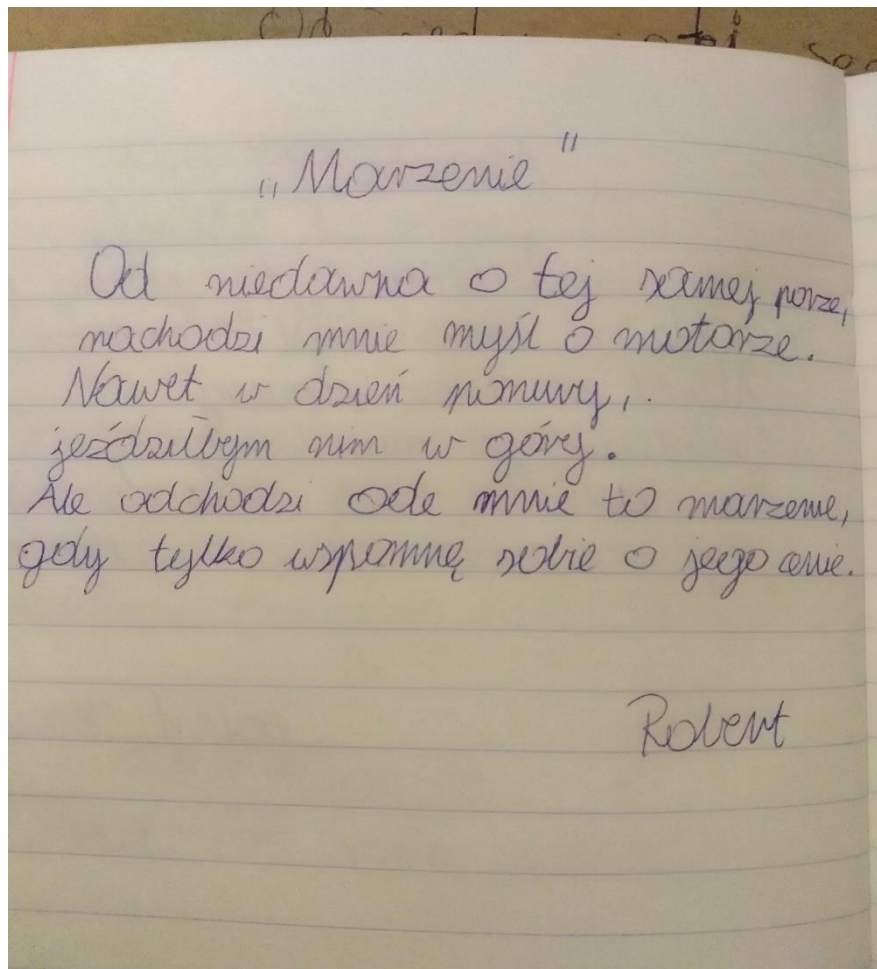 „Marzenie"
Od niedawna o tej samej porze,
nachodzi mnie myśl o motorze.
Nawet w dzień ponury,
jeździłbym nim w góry.
Ale odchodzi ode mnie to marzenie,
gdy tylko wspomnę sobie o jego cenie.
Robert